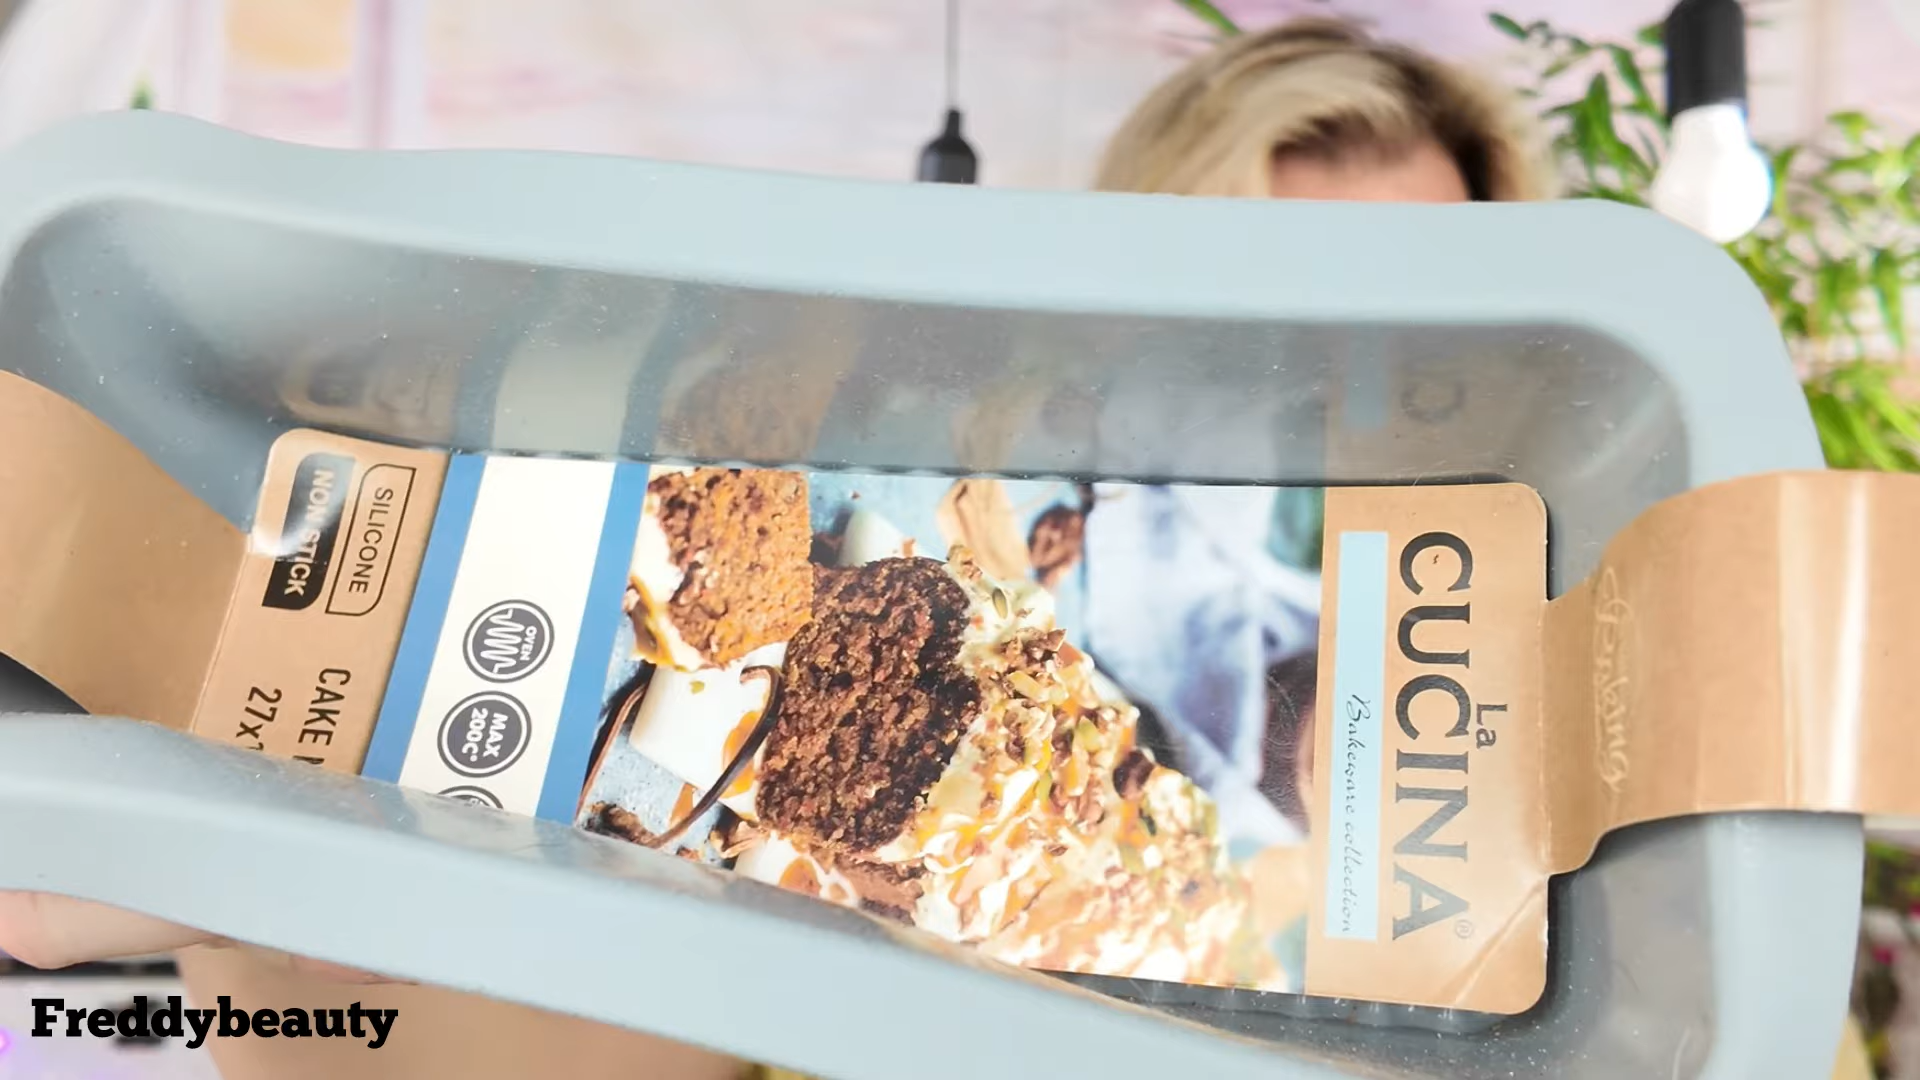 La
CUCINA®
Bakeware collection
OVEN
MAX
200C°
SILICONE
NON-STICK
CAKE
27x
Freddybeauty